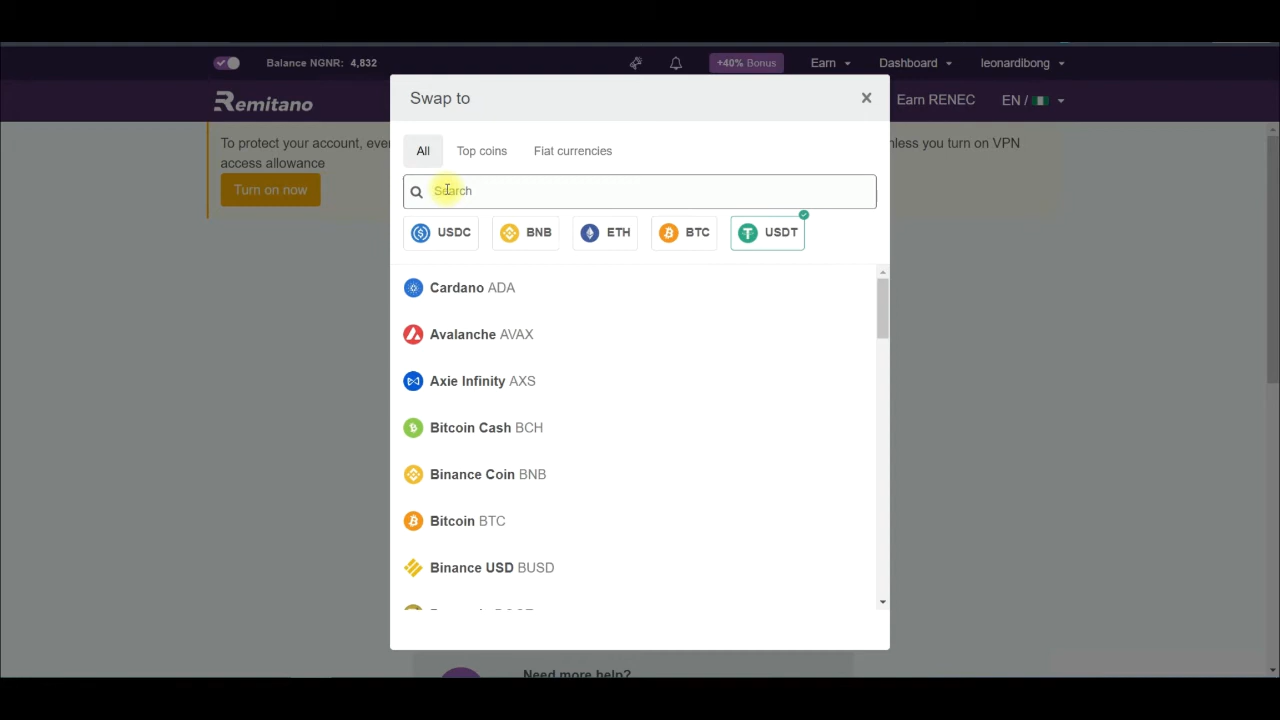 Balance NGNR: 4,832
+40% Bonus
Earn
Dashboard
leonardibong
Remitano
Earn RENEC
EN /
Swap to
To protect your account, ever
nless you turn on VPN
access allowance
Turn on now
All
Top coins
Fiat currencies
Search
USDC
BNB
ETH
BTC
USDT
Cardano ADA
Avalanche AVAX
Axie Infinity AXS
Bitcoin Cash BCH
Binance Coin BNB
Bitcoin BTC
Binance USD BUSD
Need more help?